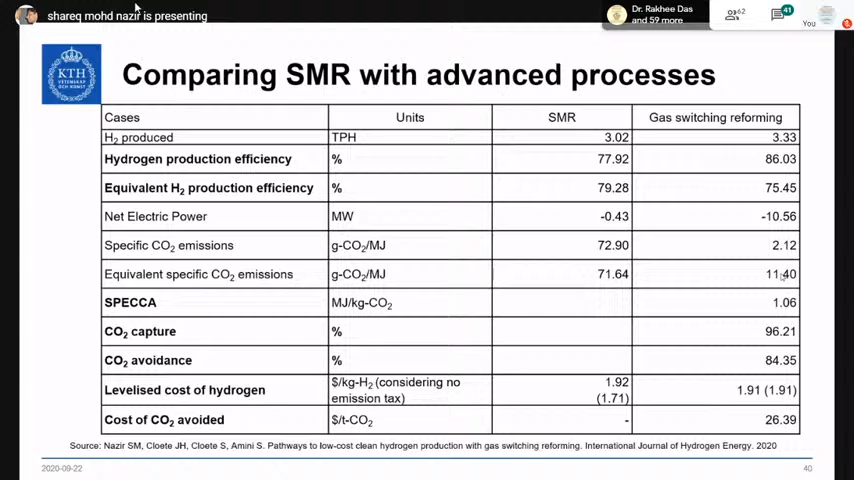 shareq mohd nazir is presenting
Dr. Rakhee Das
and 59 more
62
41
You
KTH
VETENSKAP
OCH KONST
Comparing SMR with advanced processes
Cases Units SMR Gas switching reforming
H₂ produced TPH 3.02 3.33
Hydrogen production efficiency % 77.92 86.03
Equivalent H₂ production efficiency % 79.28 75.45
Net Electric Power MW -0.43 -10.56
Specific CO₂ emissions g-CO₂/MJ 72.90 2.12
Equivalent specific CO₂ emissions g-CO₂/MJ 71.64 11.40
SPECCA MJ/kg-CO₂ 1.06
CO₂ capture % 96.21
CO₂ avoidance % 84.35
Levelised cost of hydrogen $/kg-H₂ (considering no emission tax) 1.92 (1.71) 1.91 (1.91)
Cost of CO₂ avoided $/t-CO₂ - 26.39
Source: Nazir SM, Cloete JH, Cloete S, Amini S. Pathways to low-cost clean hydrogen production with gas switching reforming. International Journal of Hydrogen Energy. 2020
2020-09-22 40